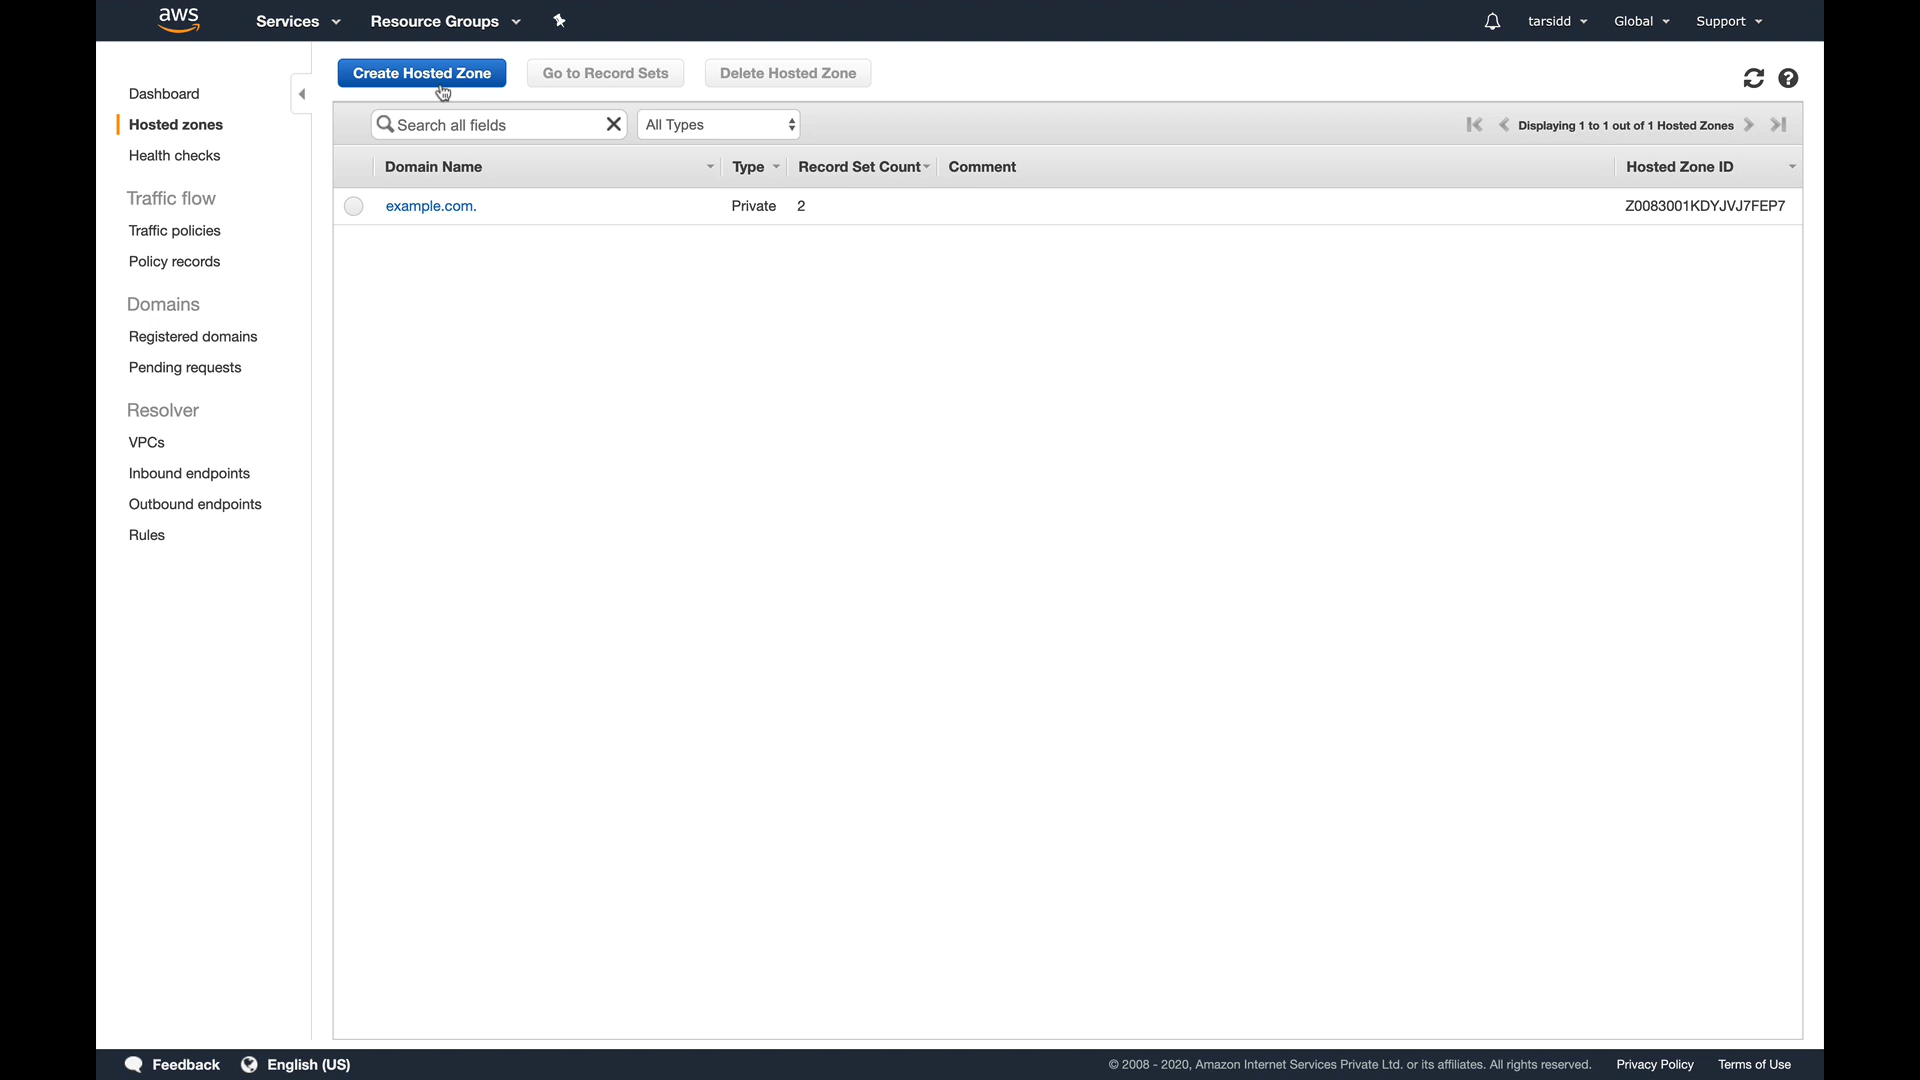 aws Services Resource Groups tarsidd Global Support
Create Hosted Zone Go to Record Sets Delete Hosted Zone
Dashboard
Hosted zones
Health checks
Traffic flow
Traffic policies
Policy records
Domains
Registered domains
Pending requests
Resolver
VPCs
Inbound endpoints
Outbound endpoints
Rules
Search all fields All Types Displaying 1 to 1 out of 1 Hosted Zones
Domain Name Type Record Set Count Comment Hosted Zone ID
example.com. Private 2 Z0083001KDYJVJ7FEP7
Feedback English (US) © 2008 - 2020, Amazon Internet Services Private Ltd. or its affiliates. All rights reserved. Privacy Policy Terms of Use